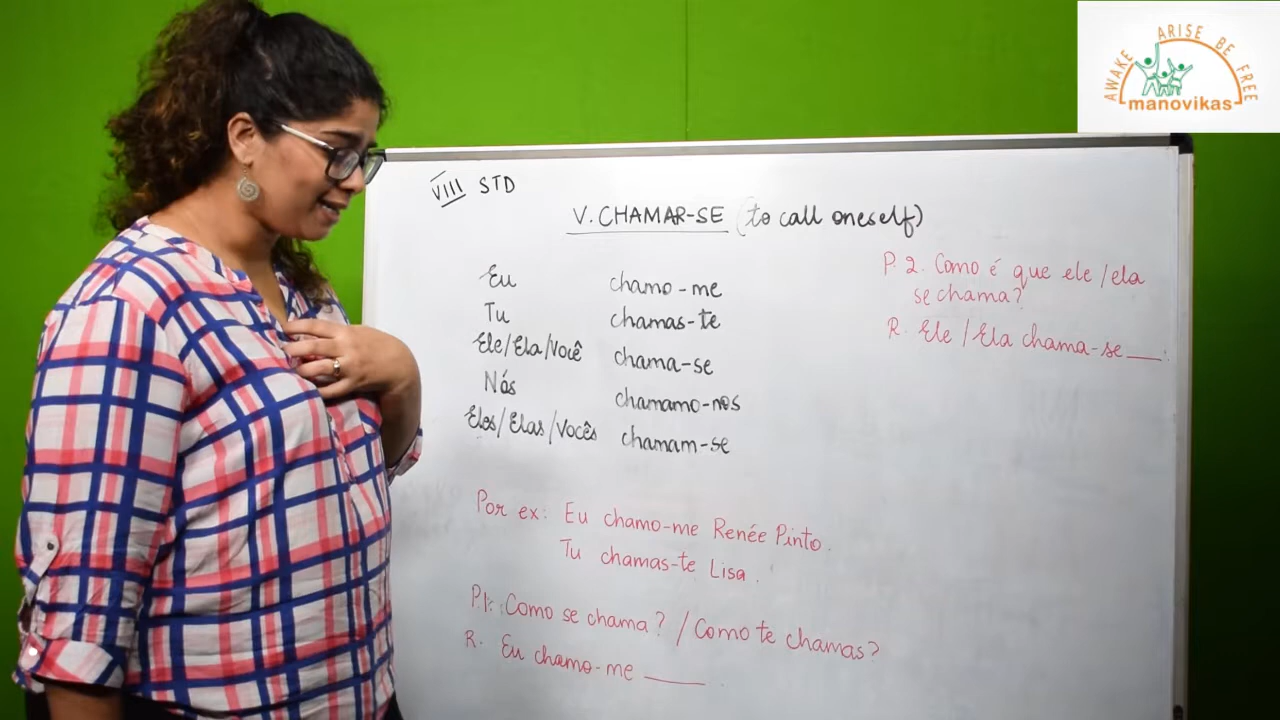 AWAKE ARISE BE FREE
manovikas
VIII STD
V. CHAMAR-SE (to call oneself)
Eu chamo-me
Tu chamas-te
Ele/Ela/Você chama-se
Nós chamamo-nos
Eles/Elas/Vocês chamam-se
P. 2. Como é que ele/ela
se chama?
R. Ele/Ela chama-se ___.
Por ex: Eu chamo-me Renée Pinto.
Tu chamas-te Lisa.
P.1: Como se chama? / Como te chamas?
R. Eu chamo-me ____.